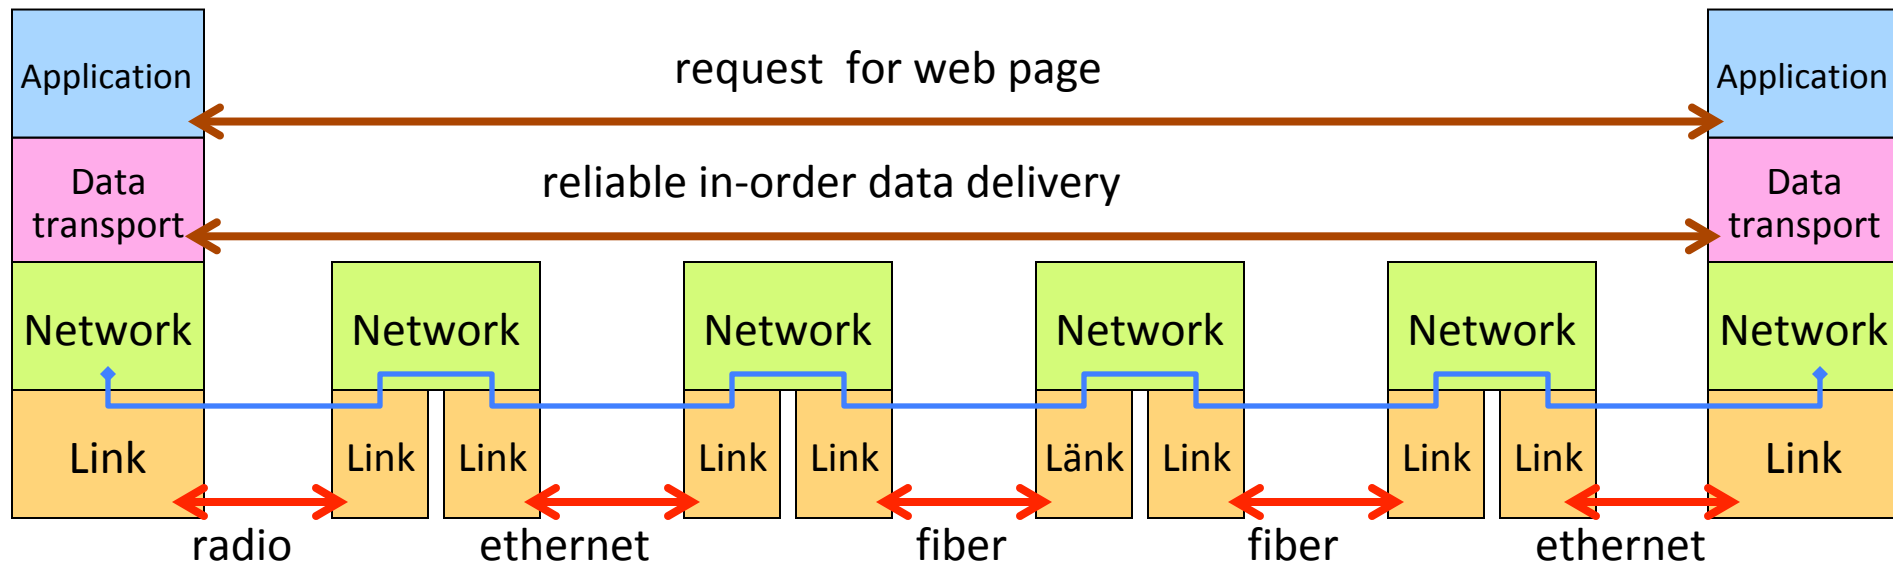 Application
request  for web page
Application
Data
transport
reliable in-order data delivery
Data
transport
Network
Network
Network
Network
Network
Network
Link
Link
Link
Link
Link
Länk
Link
Link
Link
Link
radio
ethernet
fiber
fiber
ethernet